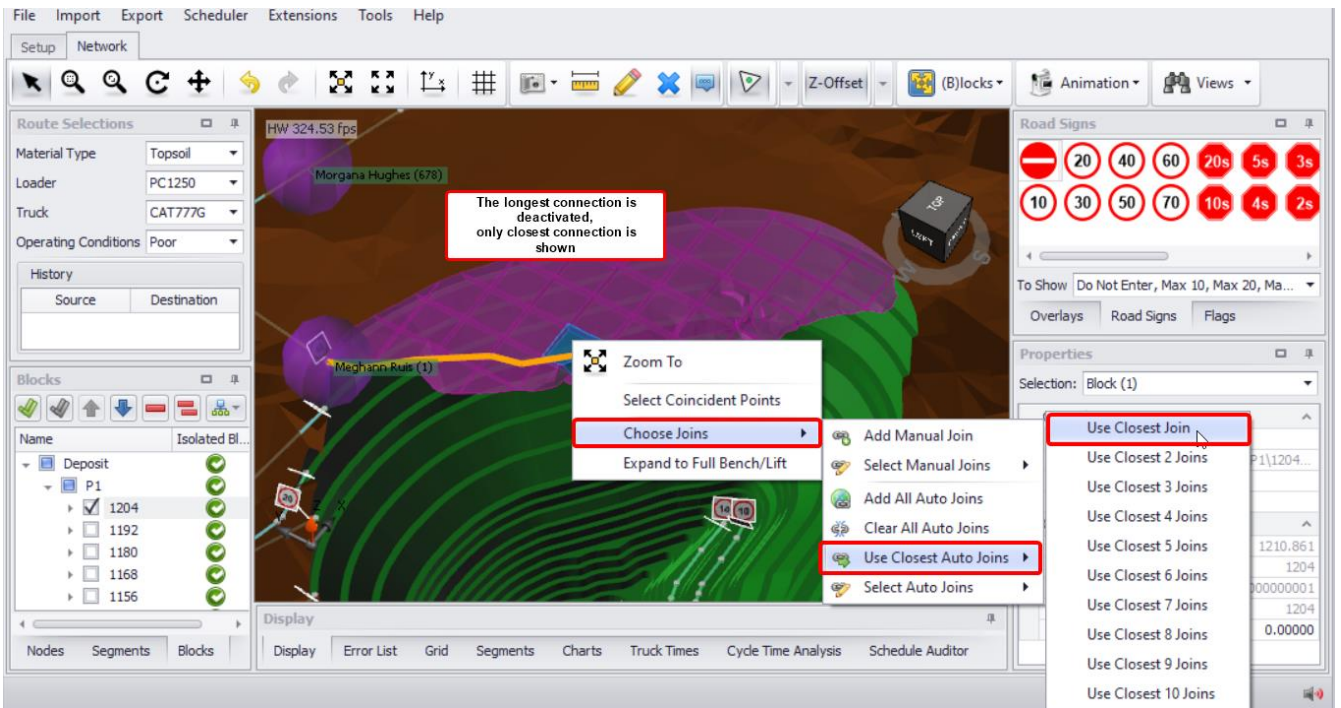 File Import Export Scheduler Extensions Tools Help
Setup Network
Z-Offset (B)locks Animation Views
Route Selections
Material Type Topsoil
Loader PC1250
Truck CAT777G
Operating Conditions Poor
History
Source Destination
Blocks
Name Isolated Bl...
Deposit
P1
1204
1192
1180
1168
1156
Nodes Segments Blocks
HW 324.53 fps
Morgana Hughes (678)
The longest connection is
deactivated,
only closest connection is
shown
TOP
LEFT
W
S
Meghann Ruis (1)
20
Z X
10 10
Zoom To
Select Coincident Points
Choose Joins
Expand to Full Bench/Lift
Add Manual Join
Select Manual Joins
Add All Auto Joins
Clear All Auto Joins
Use Closest Auto Joins
Select Auto Joins
Use Closest Join
Use Closest 2 Joins
Use Closest 3 Joins
Use Closest 4 Joins
Use Closest 5 Joins
Use Closest 6 Joins
Use Closest 7 Joins
Use Closest 8 Joins
Use Closest 9 Joins
Use Closest 10 Joins
Display
Display Error List Grid Segments Charts Truck Times Cycle Time Analysis Schedule Auditor
Road Signs
20 40 60 20s 5s 3s
10 30 50 70 10s 4s 2s
To Show Do Not Enter, Max 10, Max 20, Ma...
Overlays Road Signs Flags
Properties
Selection: Block (1)
P1\1204...
1210.861
1204
000000001
1204
0.00000